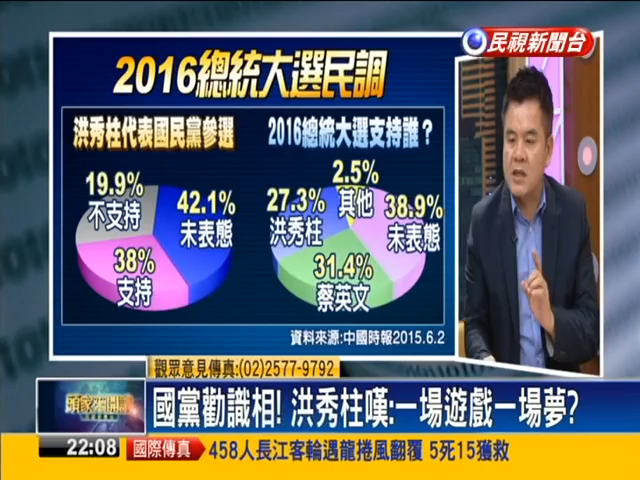 民視新聞台
2016總統大選民調
洪秀柱代表國民黨參選
19.9%
不支持
42.1%
未表態
38%
支持
2016總統大選支持誰？
2.5%
其他
27.3%
洪秀柱
38.9%
未表態
31.4%
蔡英文
資料來源:中國時報2015.6.2
觀眾意見傳真:(02)2577-9792
頭家來開講
國黨勸識相! 洪秀柱嘆:一場遊戲一場夢?
22:08 國際傳真 458人長江客輪遇龍捲風翻覆 5死15獲救